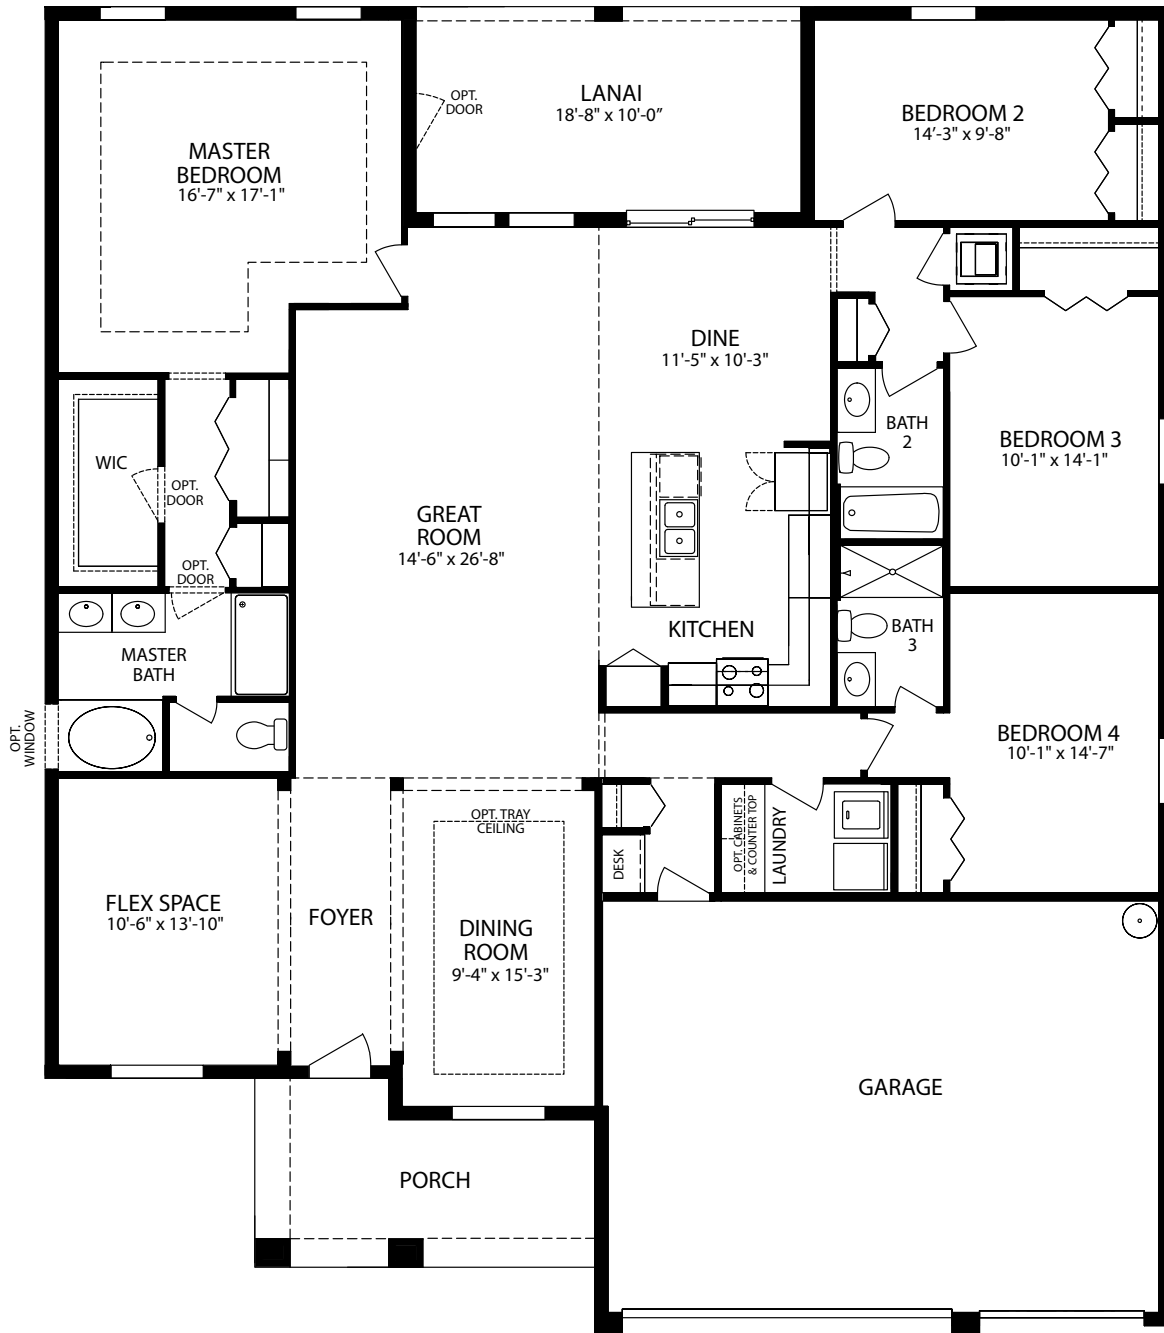 LANAI
18'-8" x 10'-0"
OPT.
DOOR
BEDROOM 2
14'-3" x 9'-8"
MASTER
BEDROOM
16'-7" x 17'-1"
DINE
11'-5" x 10'-3"
BATH
2
BEDROOM 3
10'-1" x 14'-1"
WIC
OPT.
DOOR
GREAT
ROOM
14'-6" x 26'-8"
OPT.
DOOR
KITCHEN
BATH
3
MASTER
BATH
OPT.
WINDOW
BEDROOM 4
10'-1" x 14'-7"
OPT. TRAY
CEILING
DESK
OPT. CABINETS
& COUNTER TOP
LAUNDRY
FLEX SPACE
10'-6" x 13'-10"
FOYER
DINING
ROOM
9'-4" x 15'-3"
GARAGE
PORCH